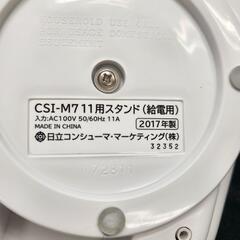 HOUSEHOLD USE ONLY
CSI-M711用スタンド(給電用)
入力:AC100V 50/60Hz 11A
2017年製
MADE IN CHINA
日立コンシューマ・マーケティング(株)
32352